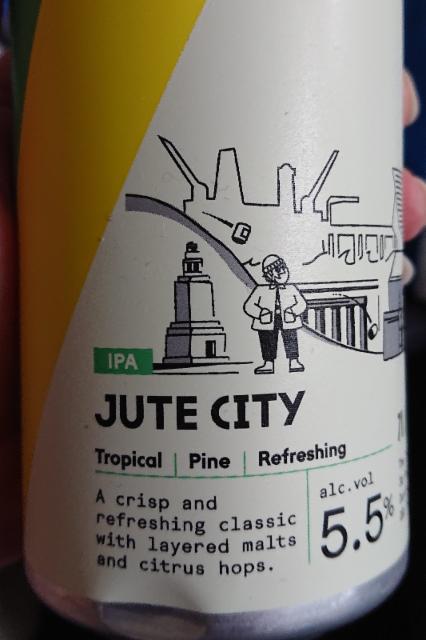 IPA
JUTE CITY
Tropical | Pine | Refreshing
A crisp and
refreshing classic
with layered malts
and citrus hops.
alc.vol
5.5%